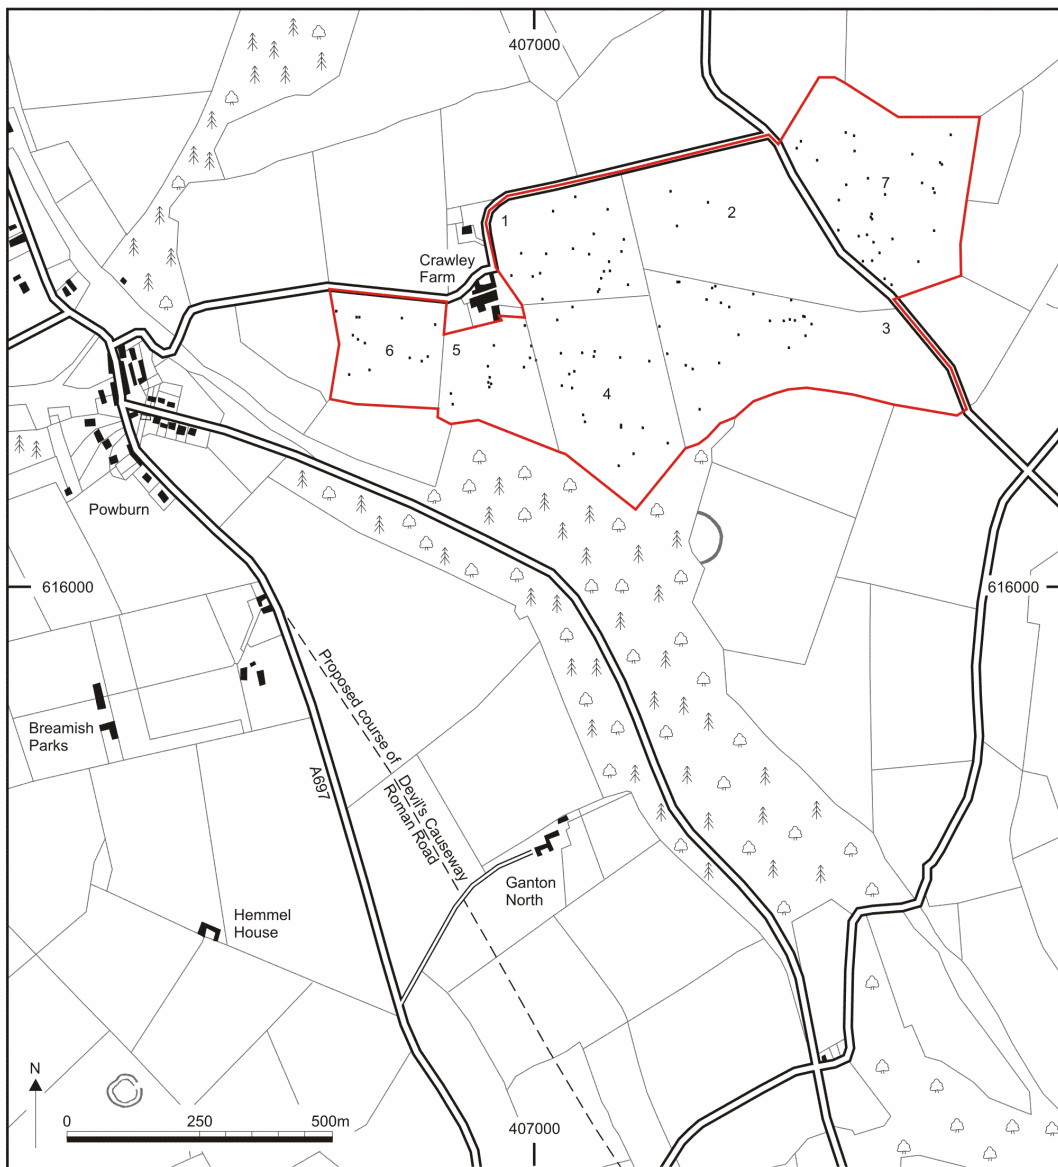 407000
1
2
7
Crawley
Farm
3
6
5
4
Powburn
616000
616000
Proposed course of
Devil's Causeway
Roman Road
Breamish
Parks
A697
Ganton
North
Hemmel
House
N
0 250 500m
407000